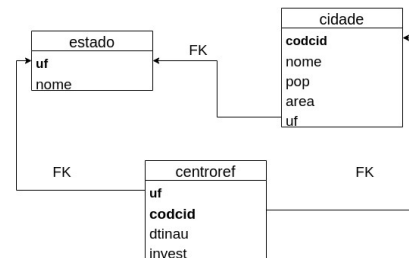 estado
uf
nome
FK
cidade
codcid
nome
pop
area
uf
FK
centroref
uf
codcid
dtinau
invest
FK